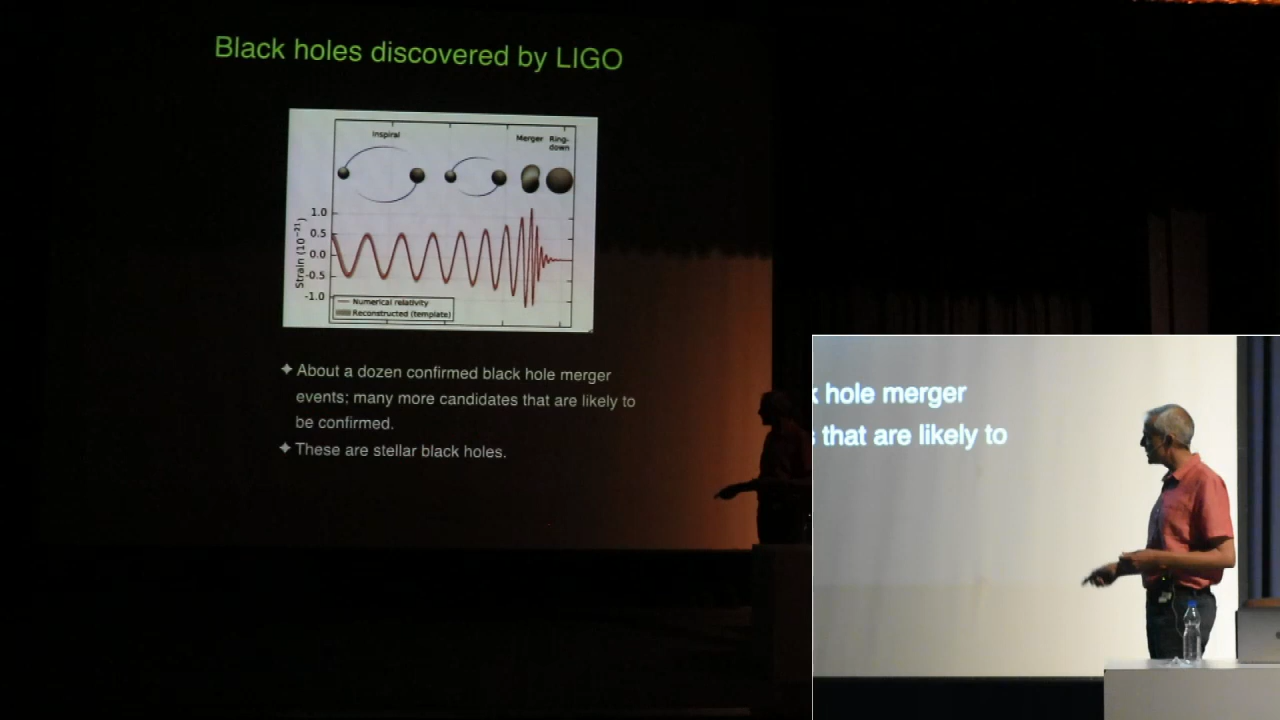 Black holes discovered by LIGO
Inspiral
Merger
Ring-
down
Strain (10⁻²¹)
1.0
0.5
0.0
-0.5
-1.0
Numerical relativity
Reconstructed (template)
✦ About a dozen confirmed black hole merger
events; many more candidates that are likely to
be confirmed.
✦ These are stellar black holes.
k hole merger
s that are likely to